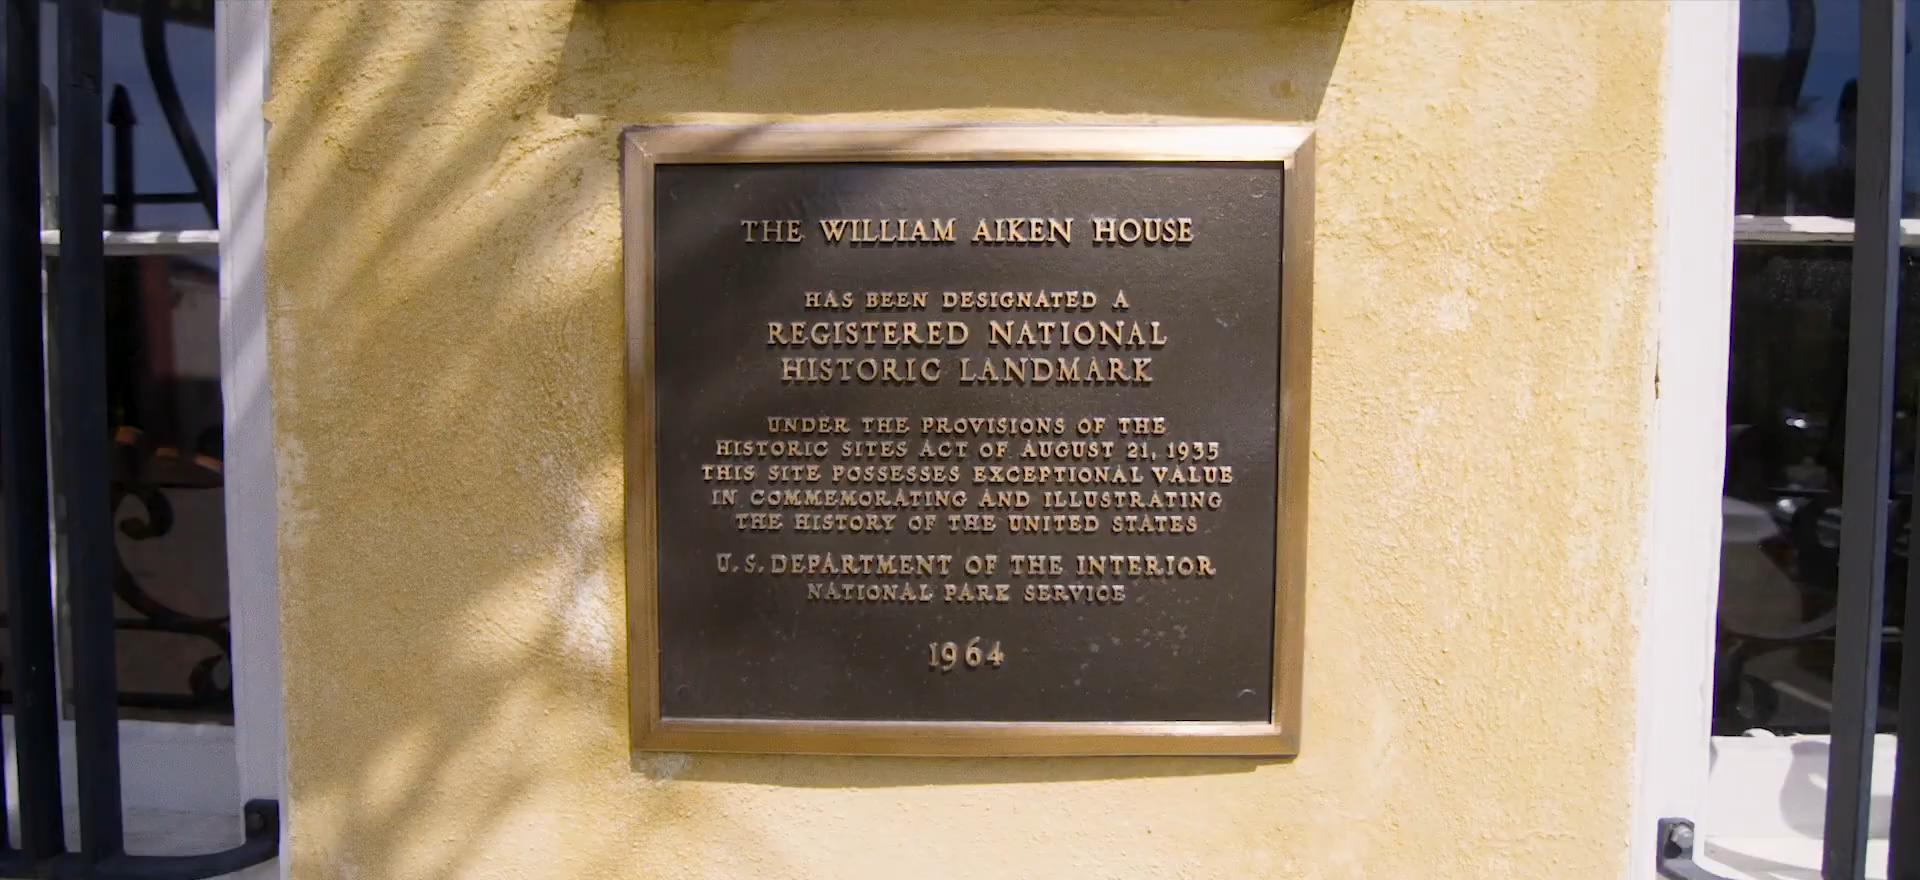 THE WILLIAM AIKEN HOUSE
HAS BEEN DESIGNATED A
REGISTERED NATIONAL
HISTORIC LANDMARK
UNDER THE PROVISIONS OF THE
HISTORIC SITES ACT OF AUGUST 21, 1935
THIS SITE POSSESSES EXCEPTIONAL VALUE
IN COMMEMORATING AND ILLUSTRATING
THE HISTORY OF THE UNITED STATES
U.S. DEPARTMENT OF THE INTERIOR
NATIONAL PARK SERVICE
1964